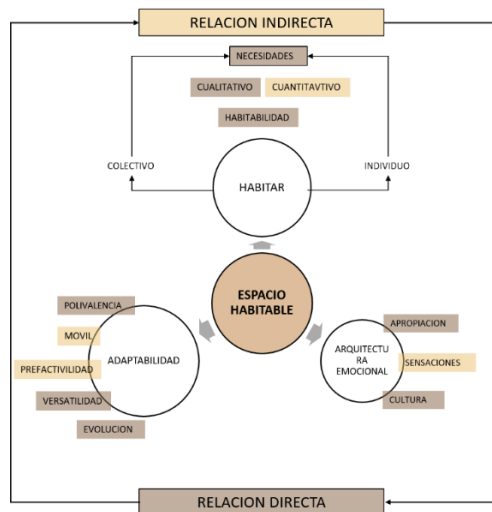 RELACION INDIRECTA
NECESIDADES
CUALITATIVO
CUANTITAVTIVO
HABITABILIDAD
COLECTIVO
INDIVIDUO
HABITAR
ESPACIO
HABITABLE
POLIVALENCIA
MOVIL
PREFACTIVILIDAD
VERSATILIDAD
EVOLUCION
ADAPTABILIDAD
ARQUITECTU
RA
EMOCIONAL
APROPIACION
SENSACIONES
CULTURA
RELACION DIRECTA